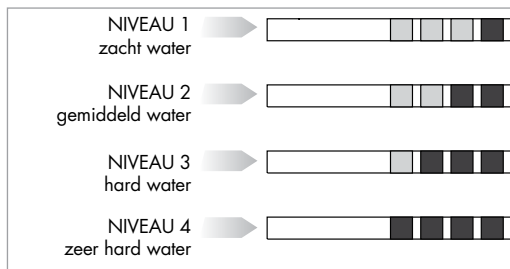 NIVEAU 1
zacht water
NIVEAU 2
gemiddeld water
NIVEAU 3
hard water
NIVEAU 4
zeer hard water